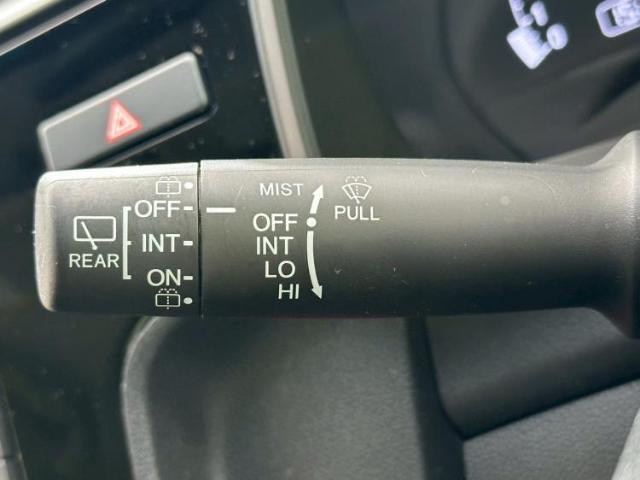 MIST
OFF
INT
LO
HI
PULL
OFF
INT
ON
REAR